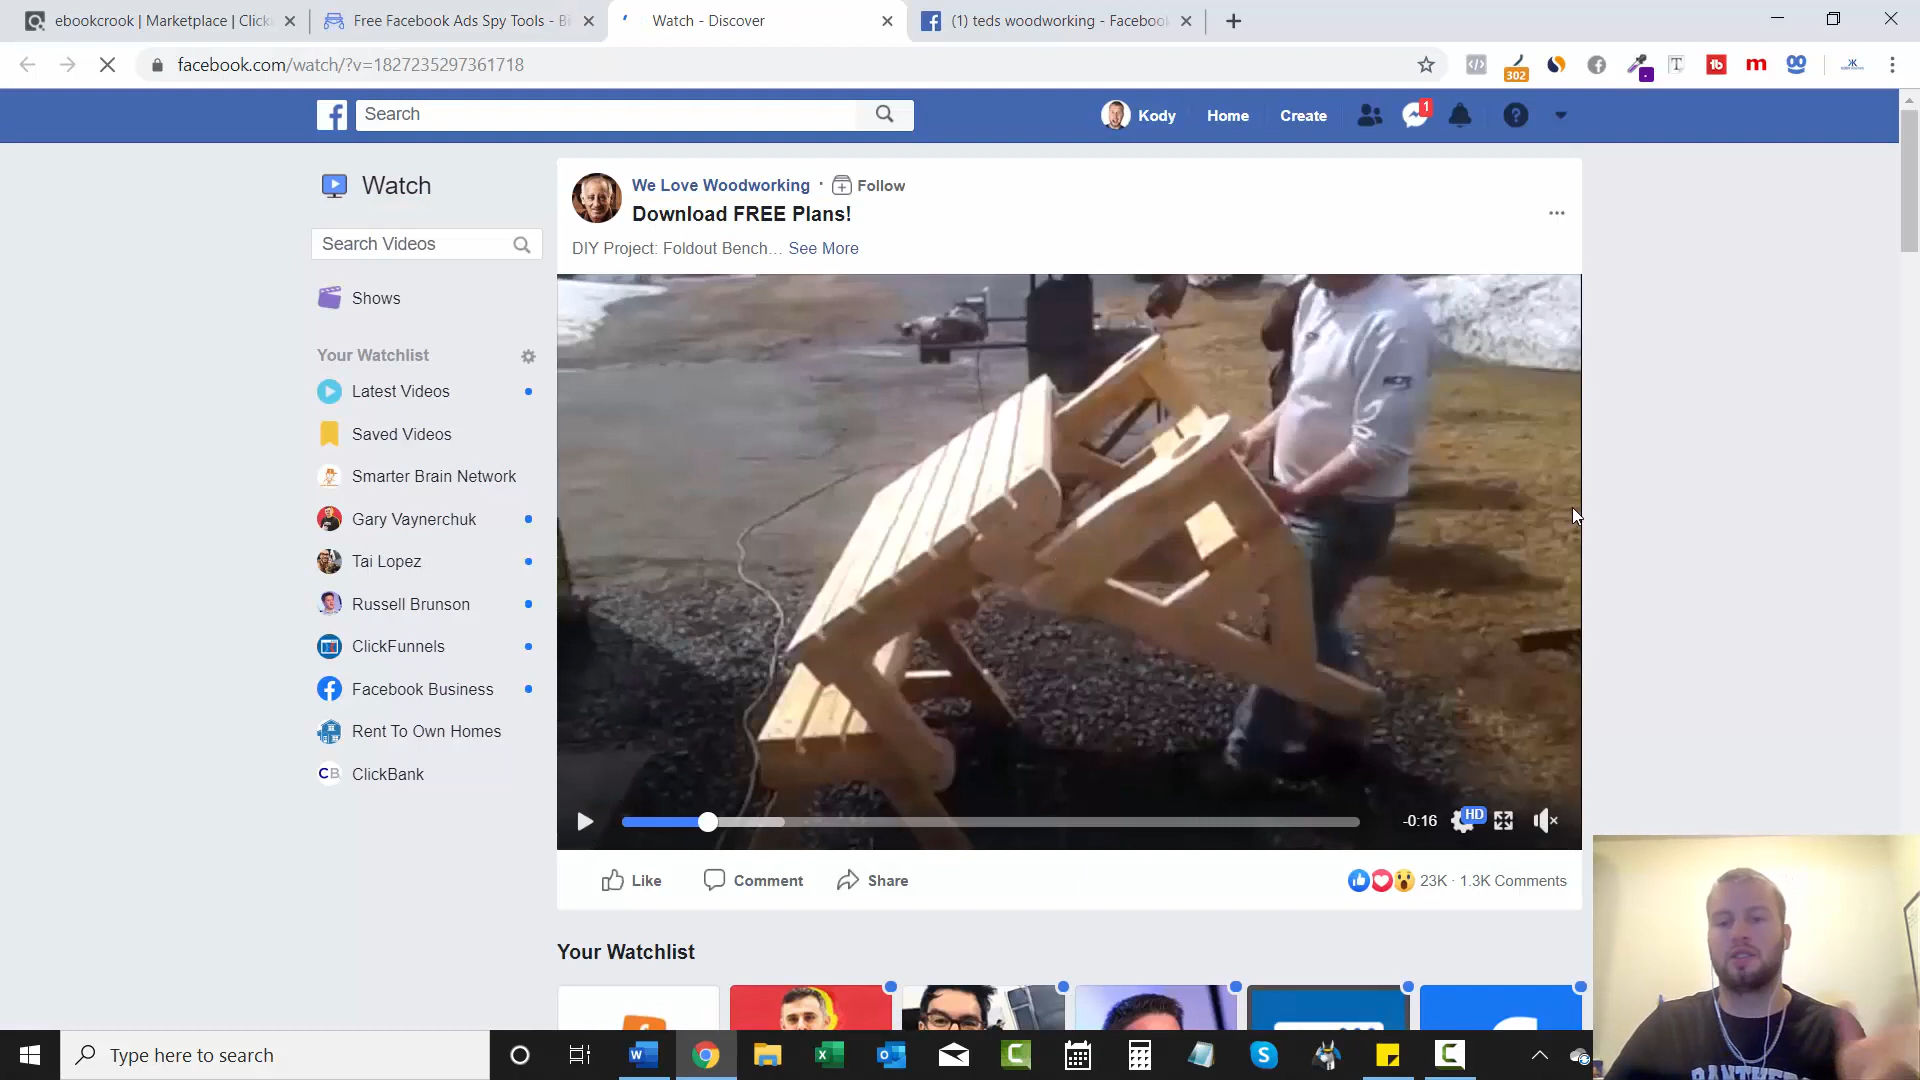 ebookcrook | Marketplace | Click
Free Facebook Ads Spy Tools - Bi
Watch - Discover
(1) teds woodworking - Facebook
facebook.com/watch/?v=1827235297361718
302
Search
Kody
Home
Create
1
Watch
Search Videos
Shows
Your Watchlist
Latest Videos
Saved Videos
Smarter Brain Network
Gary Vaynerchuk
Tai Lopez
Russell Brunson
ClickFunnels
Facebook Business
Rent To Own Homes
CB ClickBank
We Love Woodworking · Follow
Download FREE Plans!
DIY Project: Foldout Bench… See More
-0:16
HD
Like
Comment
Share
23K · 1.3K Comments
Your Watchlist
Type here to search
PANTHERS